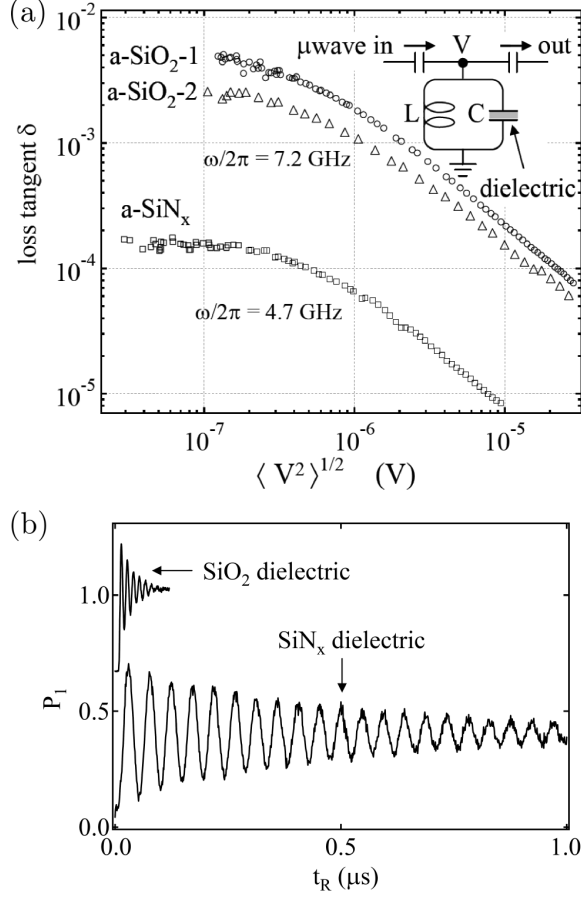 (a)
10⁻²
10⁻³
10⁻⁴
10⁻⁵
loss tangent δ
a-SiO₂-1
a-SiO₂-2
ω/2π = 7.2 GHz
a-SiNₓ
ω/2π = 4.7 GHz
μwave in
V
out
L
C
dielectric
10⁻⁷
10⁻⁶
10⁻⁵
⟨ V² ⟩¹/² (V)
(b)
SiO₂ dielectric
SiNₓ dielectric
P₁
1.0
0.5
0.0
0.0
0.5
1.0
t_R (μs)